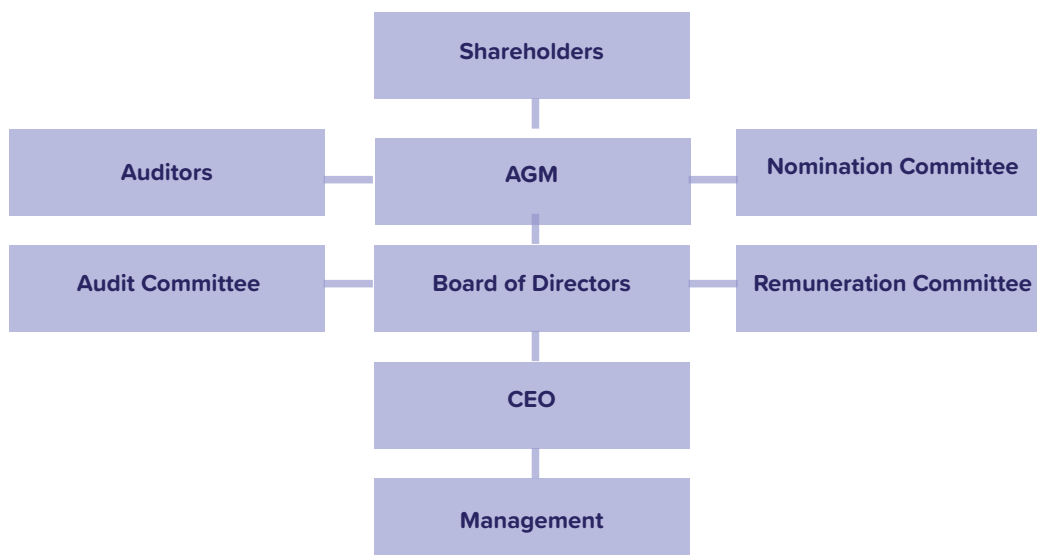 Shareholders
Auditors
AGM
Nomination Committee
Audit Committee
Board of Directors
Remuneration Committee
CEO
Management